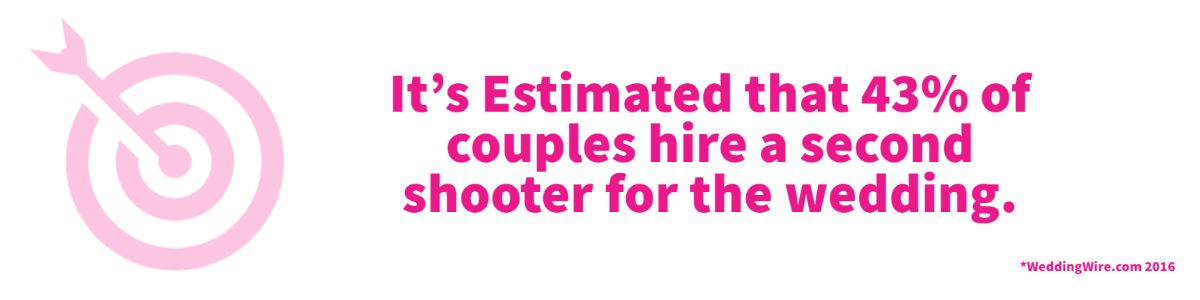 It’s Estimated that 43% of
couples hire a second
shooter for the wedding.
*WeddingWire.com 2016